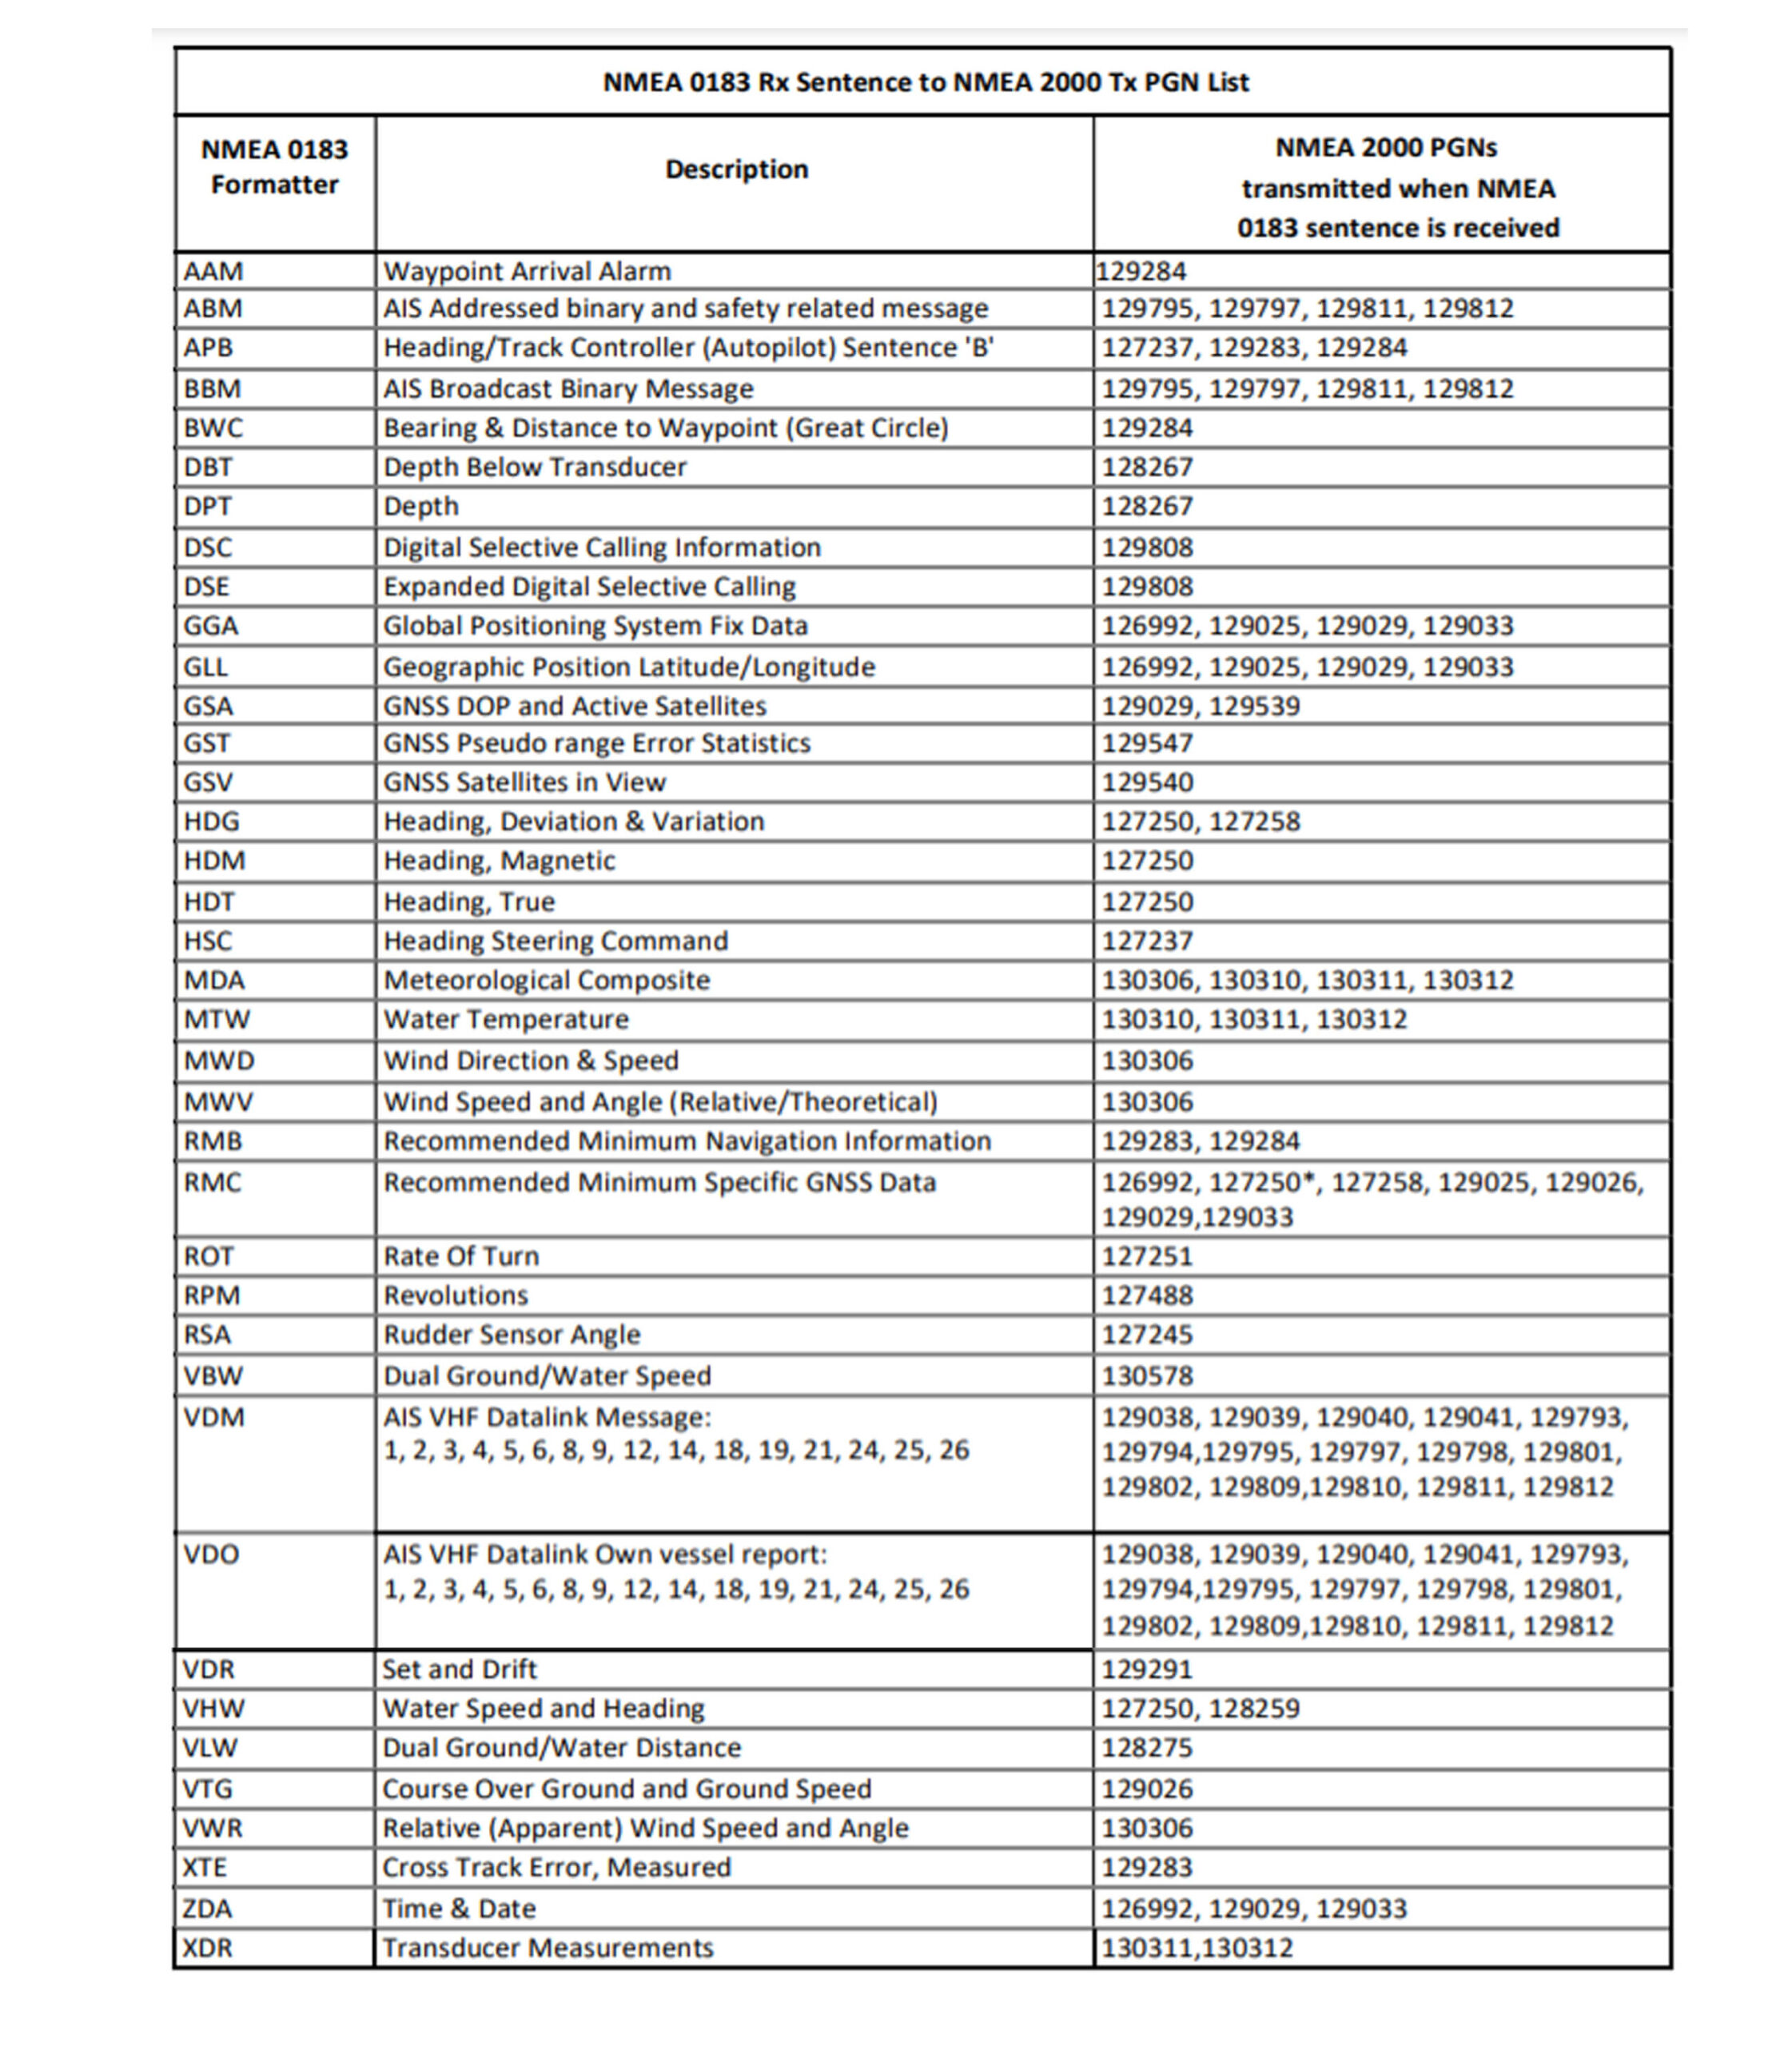 NMEA 0183 Rx Sentence to NMEA 2000 Tx PGN List
NMEA 0183
Formatter
Description
NMEA 2000 PGNs
transmitted when NMEA
0183 sentence is received
AAM Waypoint Arrival Alarm 129284
ABM AIS Addressed binary and safety related message 129795, 129797, 129811, 129812
APB Heading/Track Controller (Autopilot) Sentence 'B' 127237, 129283, 129284
BBM AIS Broadcast Binary Message 129795, 129797, 129811, 129812
BWC Bearing & Distance to Waypoint (Great Circle) 129284
DBT Depth Below Transducer 128267
DPT Depth 128267
DSC Digital Selective Calling Information 129808
DSE Expanded Digital Selective Calling 129808
GGA Global Positioning System Fix Data 126992, 129025, 129029, 129033
GLL Geographic Position Latitude/Longitude 126992, 129025, 129029, 129033
GSA GNSS DOP and Active Satellites 129029, 129539
GST GNSS Pseudo range Error Statistics 129547
GSV GNSS Satellites in View 129540
HDG Heading, Deviation & Variation 127250, 127258
HDM Heading, Magnetic 127250
HDT Heading, True 127250
HSC Heading Steering Command 127237
MDA Meteorological Composite 130306, 130310, 130311, 130312
MTW Water Temperature 130310, 130311, 130312
MWD Wind Direction & Speed 130306
MWV Wind Speed and Angle (Relative/Theoretical) 130306
RMB Recommended Minimum Navigation Information 129283, 129284
RMC Recommended Minimum Specific GNSS Data 126992, 127250*, 127258, 129025, 129026,
129029,129033
ROT Rate Of Turn 127251
RPM Revolutions 127488
RSA Rudder Sensor Angle 127245
VBW Dual Ground/Water Speed 130578
VDM AIS VHF Datalink Message: 129038, 129039, 129040, 129041, 129793,
1, 2, 3, 4, 5, 6, 8, 9, 12, 14, 18, 19, 21, 24, 25, 26 129794,129795, 129797, 129798, 129801,
129802, 129809,129810, 129811, 129812
VDO AIS VHF Datalink Own vessel report: 129038, 129039, 129040, 129041, 129793,
1, 2, 3, 4, 5, 6, 8, 9, 12, 14, 18, 19, 21, 24, 25, 26 129794,129795, 129797, 129798, 129801,
129802, 129809,129810, 129811, 129812
VDR Set and Drift 129291
VHW Water Speed and Heading 127250, 128259
VLW Dual Ground/Water Distance 128275
VTG Course Over Ground and Ground Speed 129026
VWR Relative (Apparent) Wind Speed and Angle 130306
XTE Cross Track Error, Measured 129283
ZDA Time & Date 126992, 129029, 129033
XDR Transducer Measurements 130311,130312